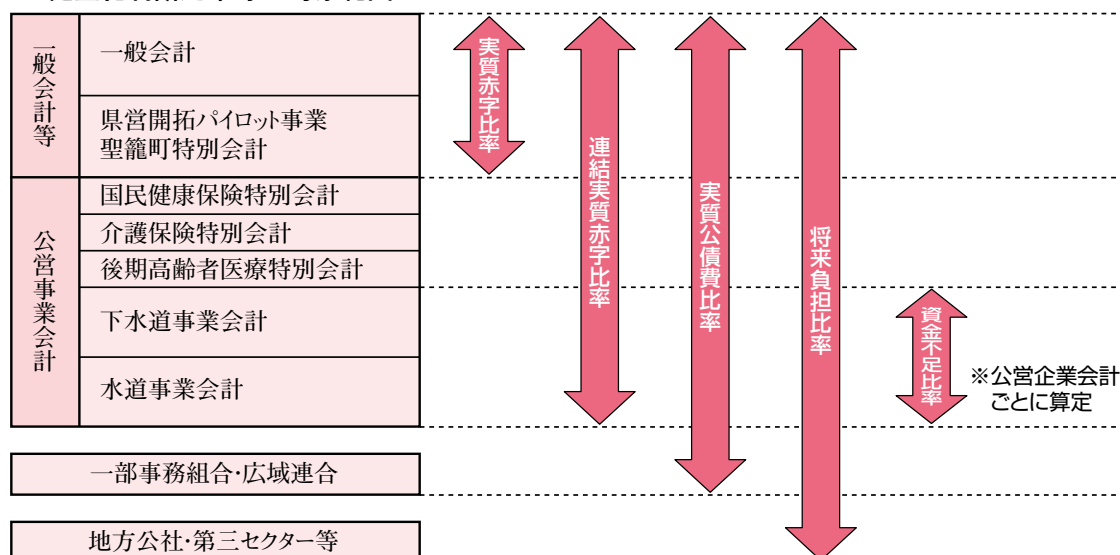 一般会計等
一般会計
県営開拓パイロット事業
聖籠町特別会計
公営事業会計
国民健康保険特別会計
介護保険特別会計
後期高齢者医療特別会計
下水道事業会計
水道事業会計
一部事務組合・広域連合
地方公社・第三セクター等
実質赤字比率
連結実質赤字比率
実質公債費比率
将来負担比率
資金不足比率
※公営企業会計
ごとに算定